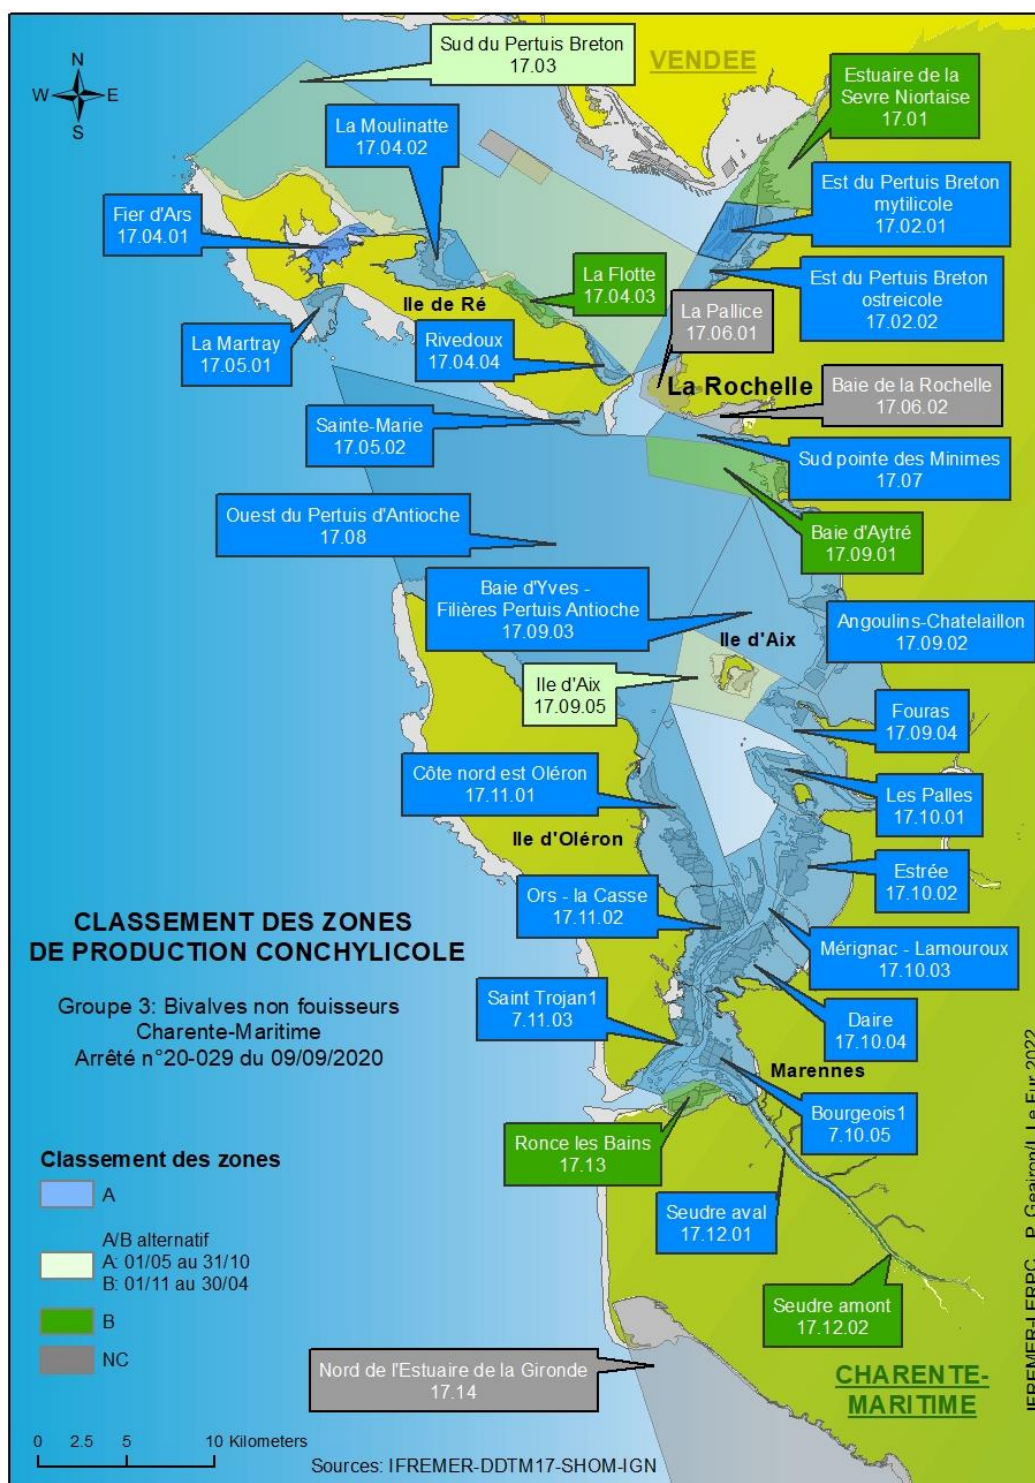 Sud du Pertuis Breton
17.03
VENDEE
Estuaire de la
Sevre Niortaise
17.01
N
W
E
S
La Moulinatte
17.04.02
Est du Pertuis Breton
mytilicole
17.02.01
Fier d'Ars
17.04.01
La Flotte
17.04.03
Est du Pertuis Breton
ostreicole
17.02.02
Ile de Ré
La Pallice
17.06.01
La Martray
17.05.01
Rivedoux
17.04.04
La Rochelle
Baie de la Rochelle
17.06.02
Sainte-Marie
17.05.02
Sud pointe des Minimes
17.07
Ouest du Pertuis d'Antioche
17.08
Baie d'Aytré
17.09.01
Baie d'Yves -
Filières Pertuis Antioche
17.09.03
Angoulins-Chatelaillon
17.09.02
Ile d'Aix
Ile d'Aix
17.09.05
Fouras
17.09.04
Côte nord est Oléron
17.11.01
Les Palles
17.10.01
Ile d'Oléron
Estrée
17.10.02
Ors - la Casse
17.11.02
CLASSEMENT DES ZONES
DE PRODUCTION CONCHYLICOLE
Mérignac - Lamouroux
17.10.03
Groupe 3: Bivalves non fouisseurs
Charente-Maritime
Arrêté n°20-029 du 09/09/2020
Saint Trojan1
7.11.03
Daire
17.10.04
Marennes
Bourgeois1
7.10.05
Ronce les Bains
17.13
Seudre aval
17.12.01
Classement des zones
A
A/B alternatif
A: 01/05 au 31/10
B: 01/11 au 30/04
B
NC
Seudre amont
17.12.02
Nord de l'Estuaire de la Gironde
17.14
CHARENTE-
MARITIME
0 2.5 5 10 Kilometers
Sources: IFREMER-DDTM17-SHOM-IGN
IFREMER-LERPC P. Geairon/J. Le Fur 2022